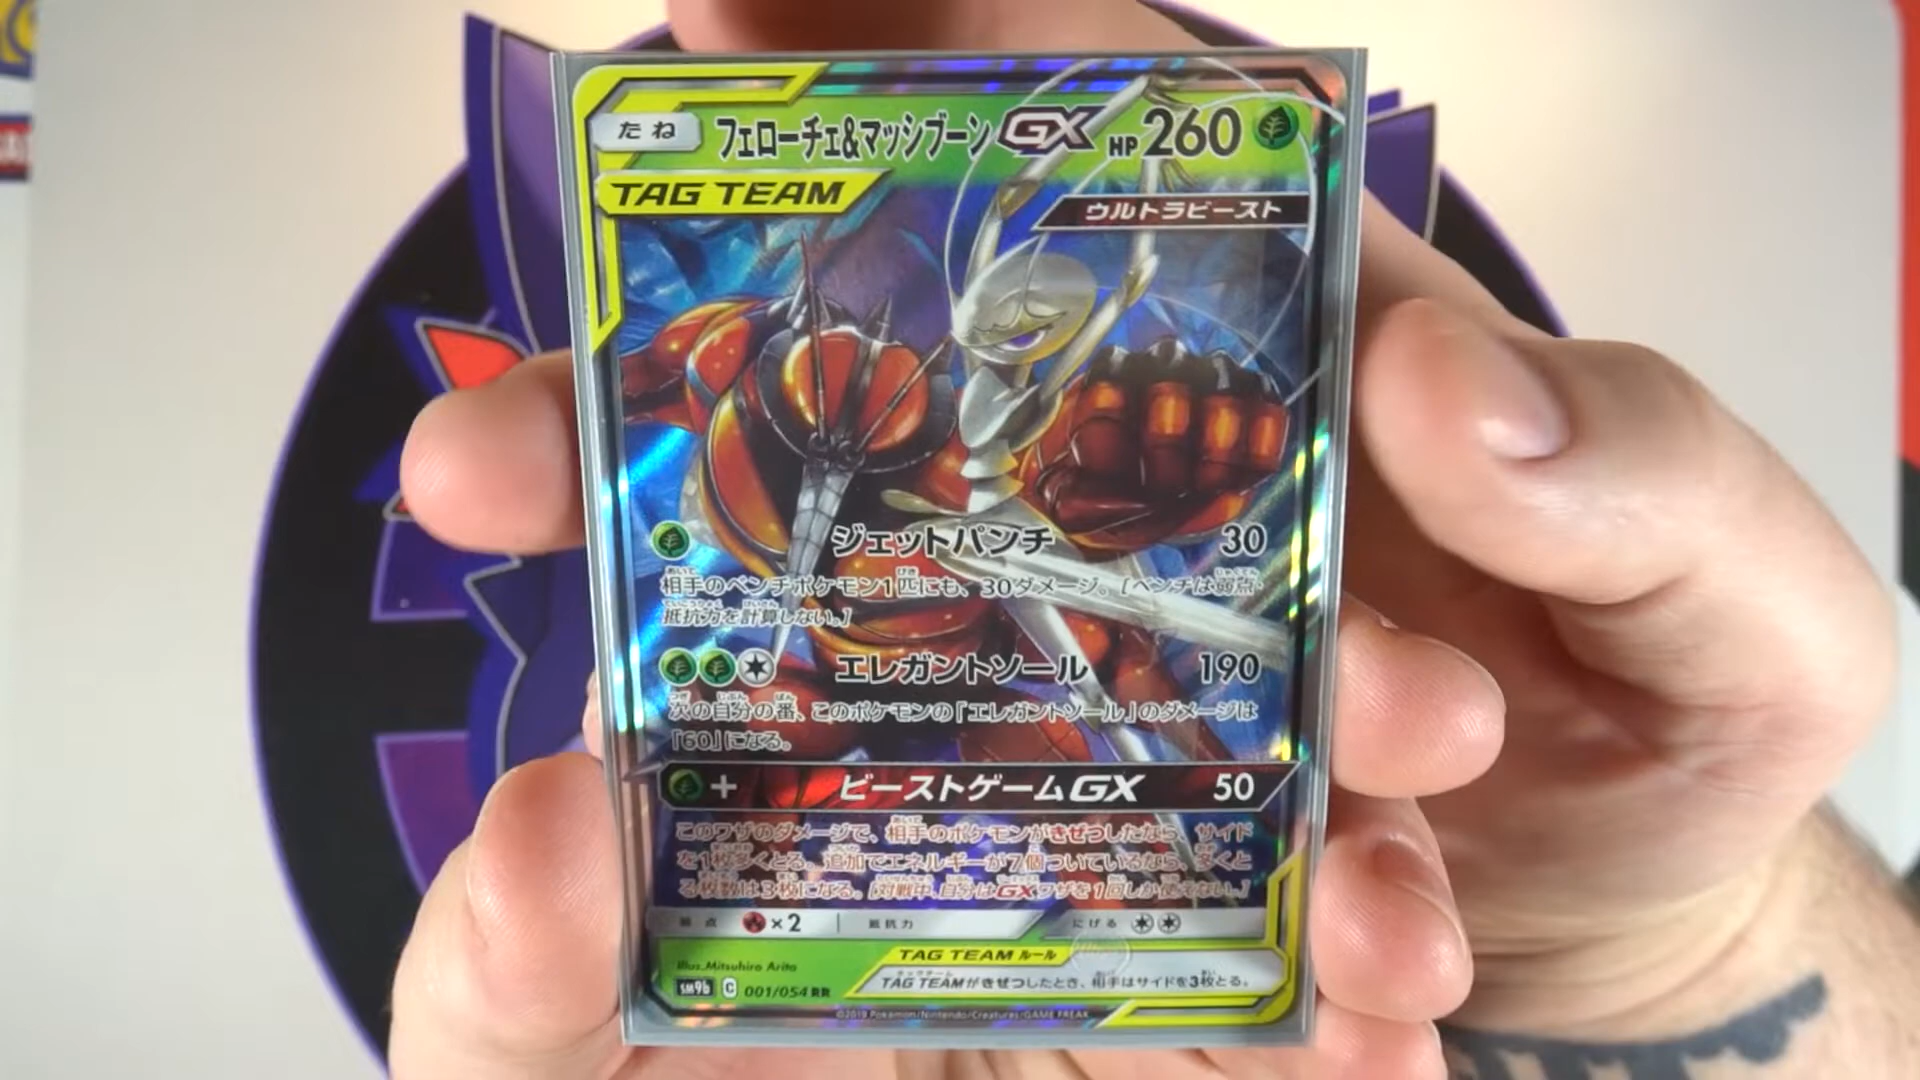 たね
フェローチェ&マッシブーンGX HP260
TAG TEAM
ウルトラビースト
ジェットパンチ 30
相手のベンチポケモン1匹にも、30ダメージ。[ベンチは弱点・
抵抗力を計算しない。]
エレガントソール 190
次の自分の番、このポケモンの「エレガントソール」のダメージは
「60」になる。
+ ビーストゲームGX 50
このワザのダメージで、相手のポケモンがきぜつしたなら、サイド
を1枚多くとる。追加でエネルギーが7個ついているなら、多くと
る枚数は3枚になる。[対戦中、自分はGXワザを1回しか使えない。]
弱点 ×2 抵抗力 にげる
TAG TEAM ルール
TAG TEAMがきぜつしたとき、相手はサイドを3枚とる。
Illus. Mitsuhiro Arita
SM9b C 001/054 RR
©2019 Pokémon/Nintendo/Creatures/GAME FREAK